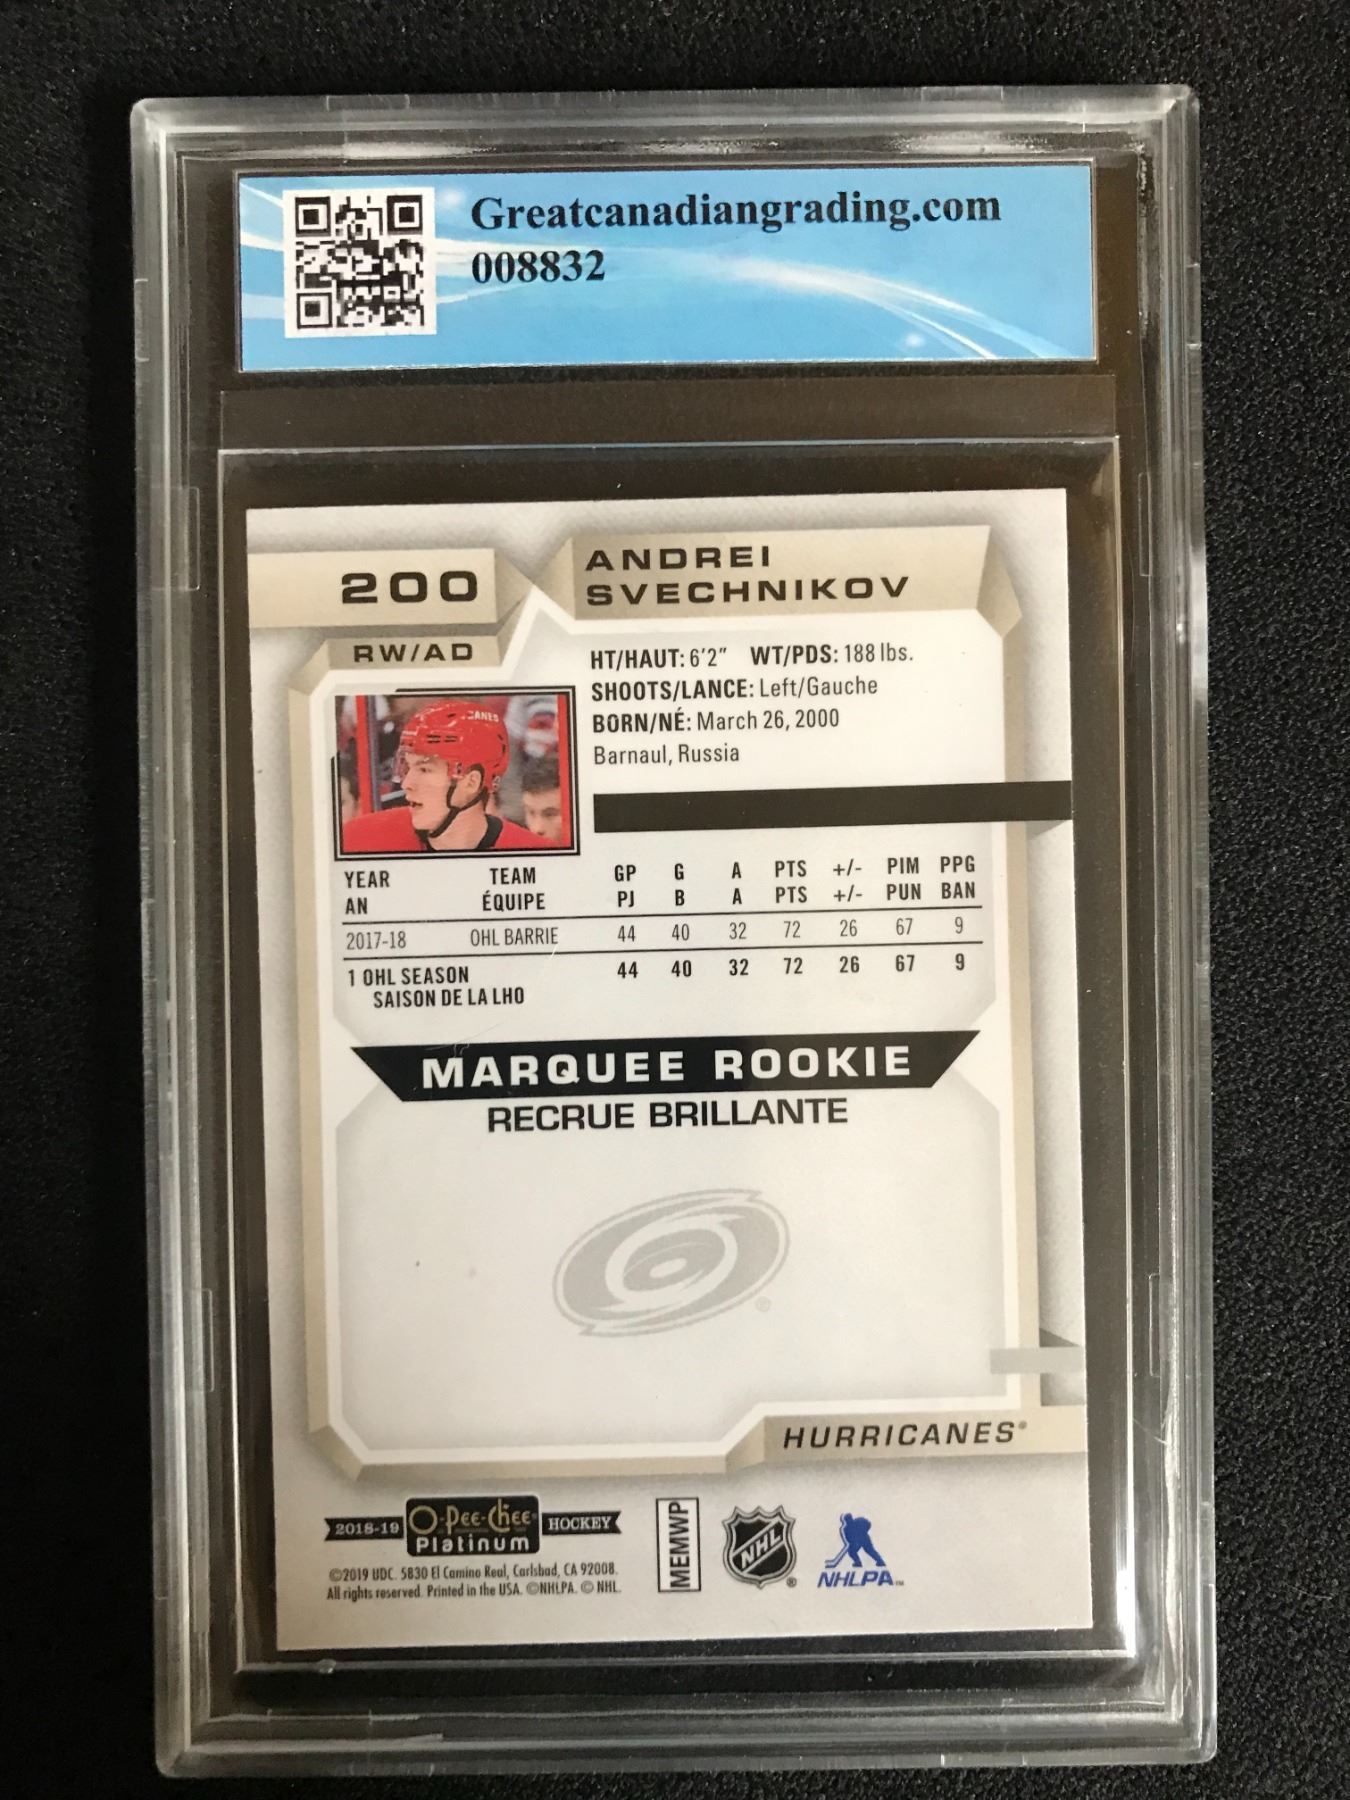 Greatcanadiangrading.com
008832
200
ANDREI
SVECHNIKOV
RW/AD
HT/HAUT: 6'2" WT/PDS: 188 lbs.
SHOOTS/LANCE: Left/Gauche
BORN/NÉ: March 26, 2000
Barnaul, Russia
CANES
YEAR TEAM GP G A PTS +/- PIM PPG
AN ÉQUIPE PJ B A PTS +/- PUN BAN
2017-18 OHL BARRIE 44 40 32 72 26 67 9
1 OHL SEASON 44 40 32 72 26 67 9
SAISON DE LA LHO
MARQUEE ROOKIE
RECRUE BRILLANTE
®
HURRICANES®
2018-19 O-Pee-Chee HOCKEY
Platinum
©2019 UDC. 5830 El Camino Real, Carlsbad, CA 92008.
All rights reserved. Printed in the USA. ©NHLPA. © NHL.
MEMWP
NHL®
NHLPA™